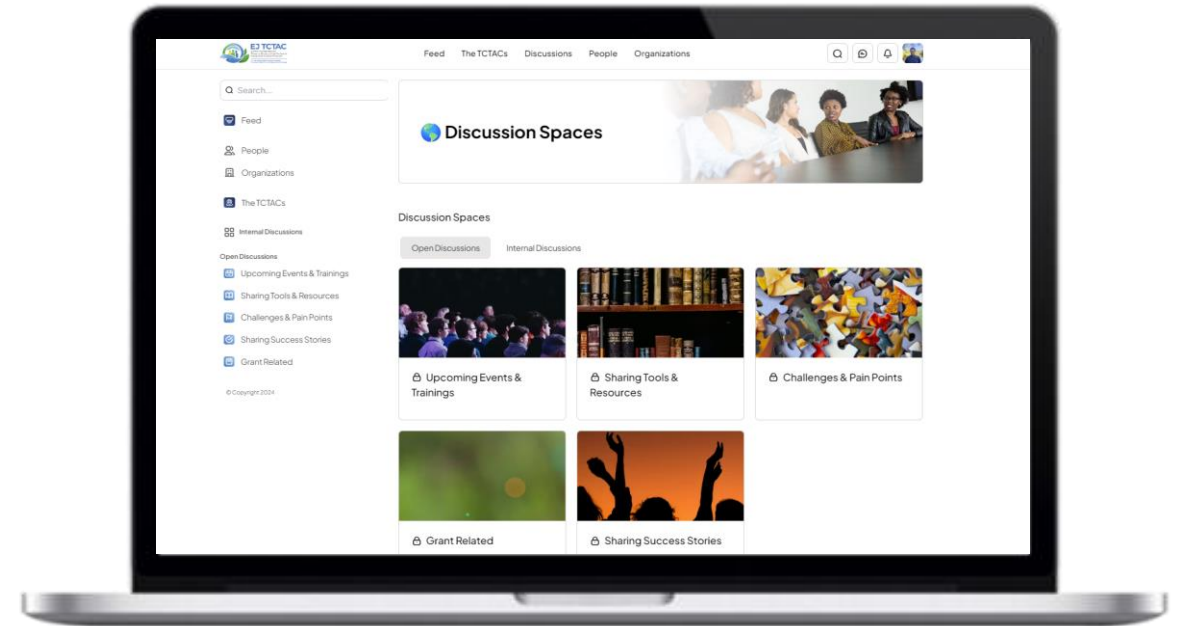 EJ TCTAC
Feed The TCTACs Discussions People Organizations
Search...
Feed
People
Organizations
The TCTACs
Internal Discussions
Open Discussions
Upcoming Events & Trainings
Sharing Tools & Resources
Challenges & Pain Points
Sharing Success Stories
Grant Related
© Copyright 2024
Discussion Spaces
Discussion Spaces
Open Discussions Internal Discussions
Upcoming Events &
Trainings
Sharing Tools &
Resources
Challenges & Pain Points
Grant Related
Sharing Success Stories